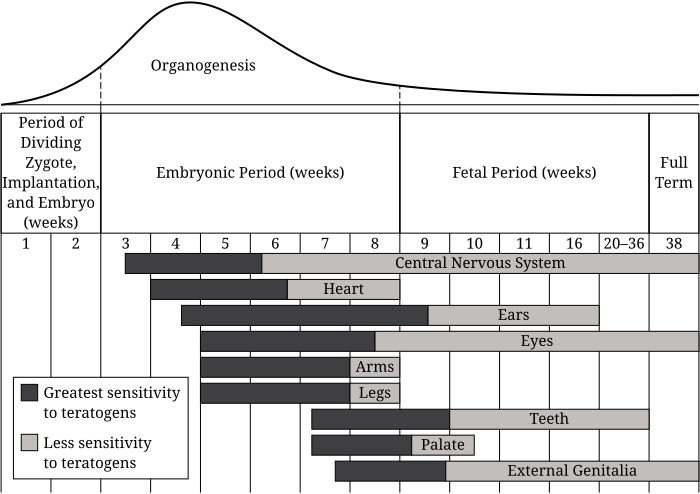 Organogenesis
Period of
Dividing
Zygote,
Implantation,
and Embryo
(weeks)
Embryonic Period (weeks)
Fetal Period (weeks)
Full
Term
1 2 3 4 5 6 7 8 9 10 11 16 20–36 38
Central Nervous System
Heart
Ears
Eyes
Arms
Legs
Teeth
Palate
External Genitalia
Greatest sensitivity
to teratogens
Less sensitivity
to teratogens